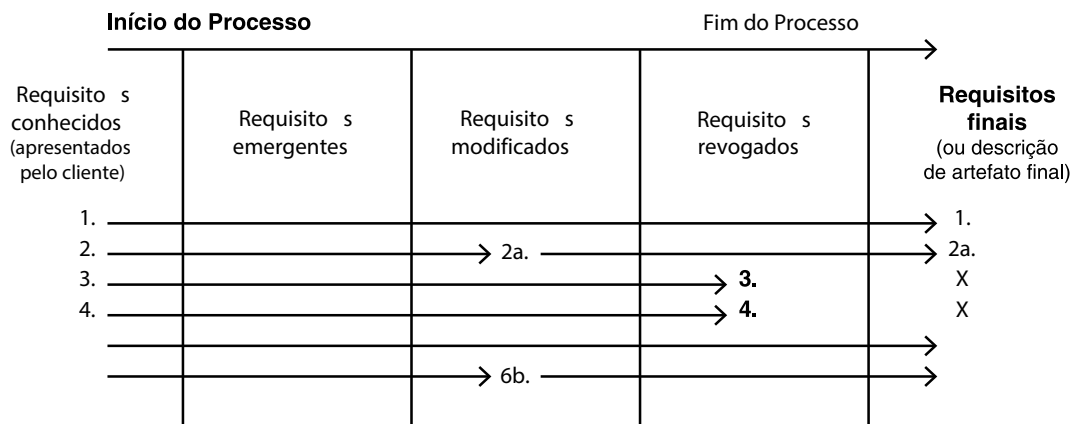 Início do Processo
Fim do Processo
Requisito s
conhecidos
(apresentados
pelo cliente)
Requisito s
emergentes
Requisito s
modificados
Requisito s
revogados
Requisitos
finais
(ou descrição
de artefato final)
1. 1.
2. 2a. 2a.
3. 3. X
4. 4. X
6b.